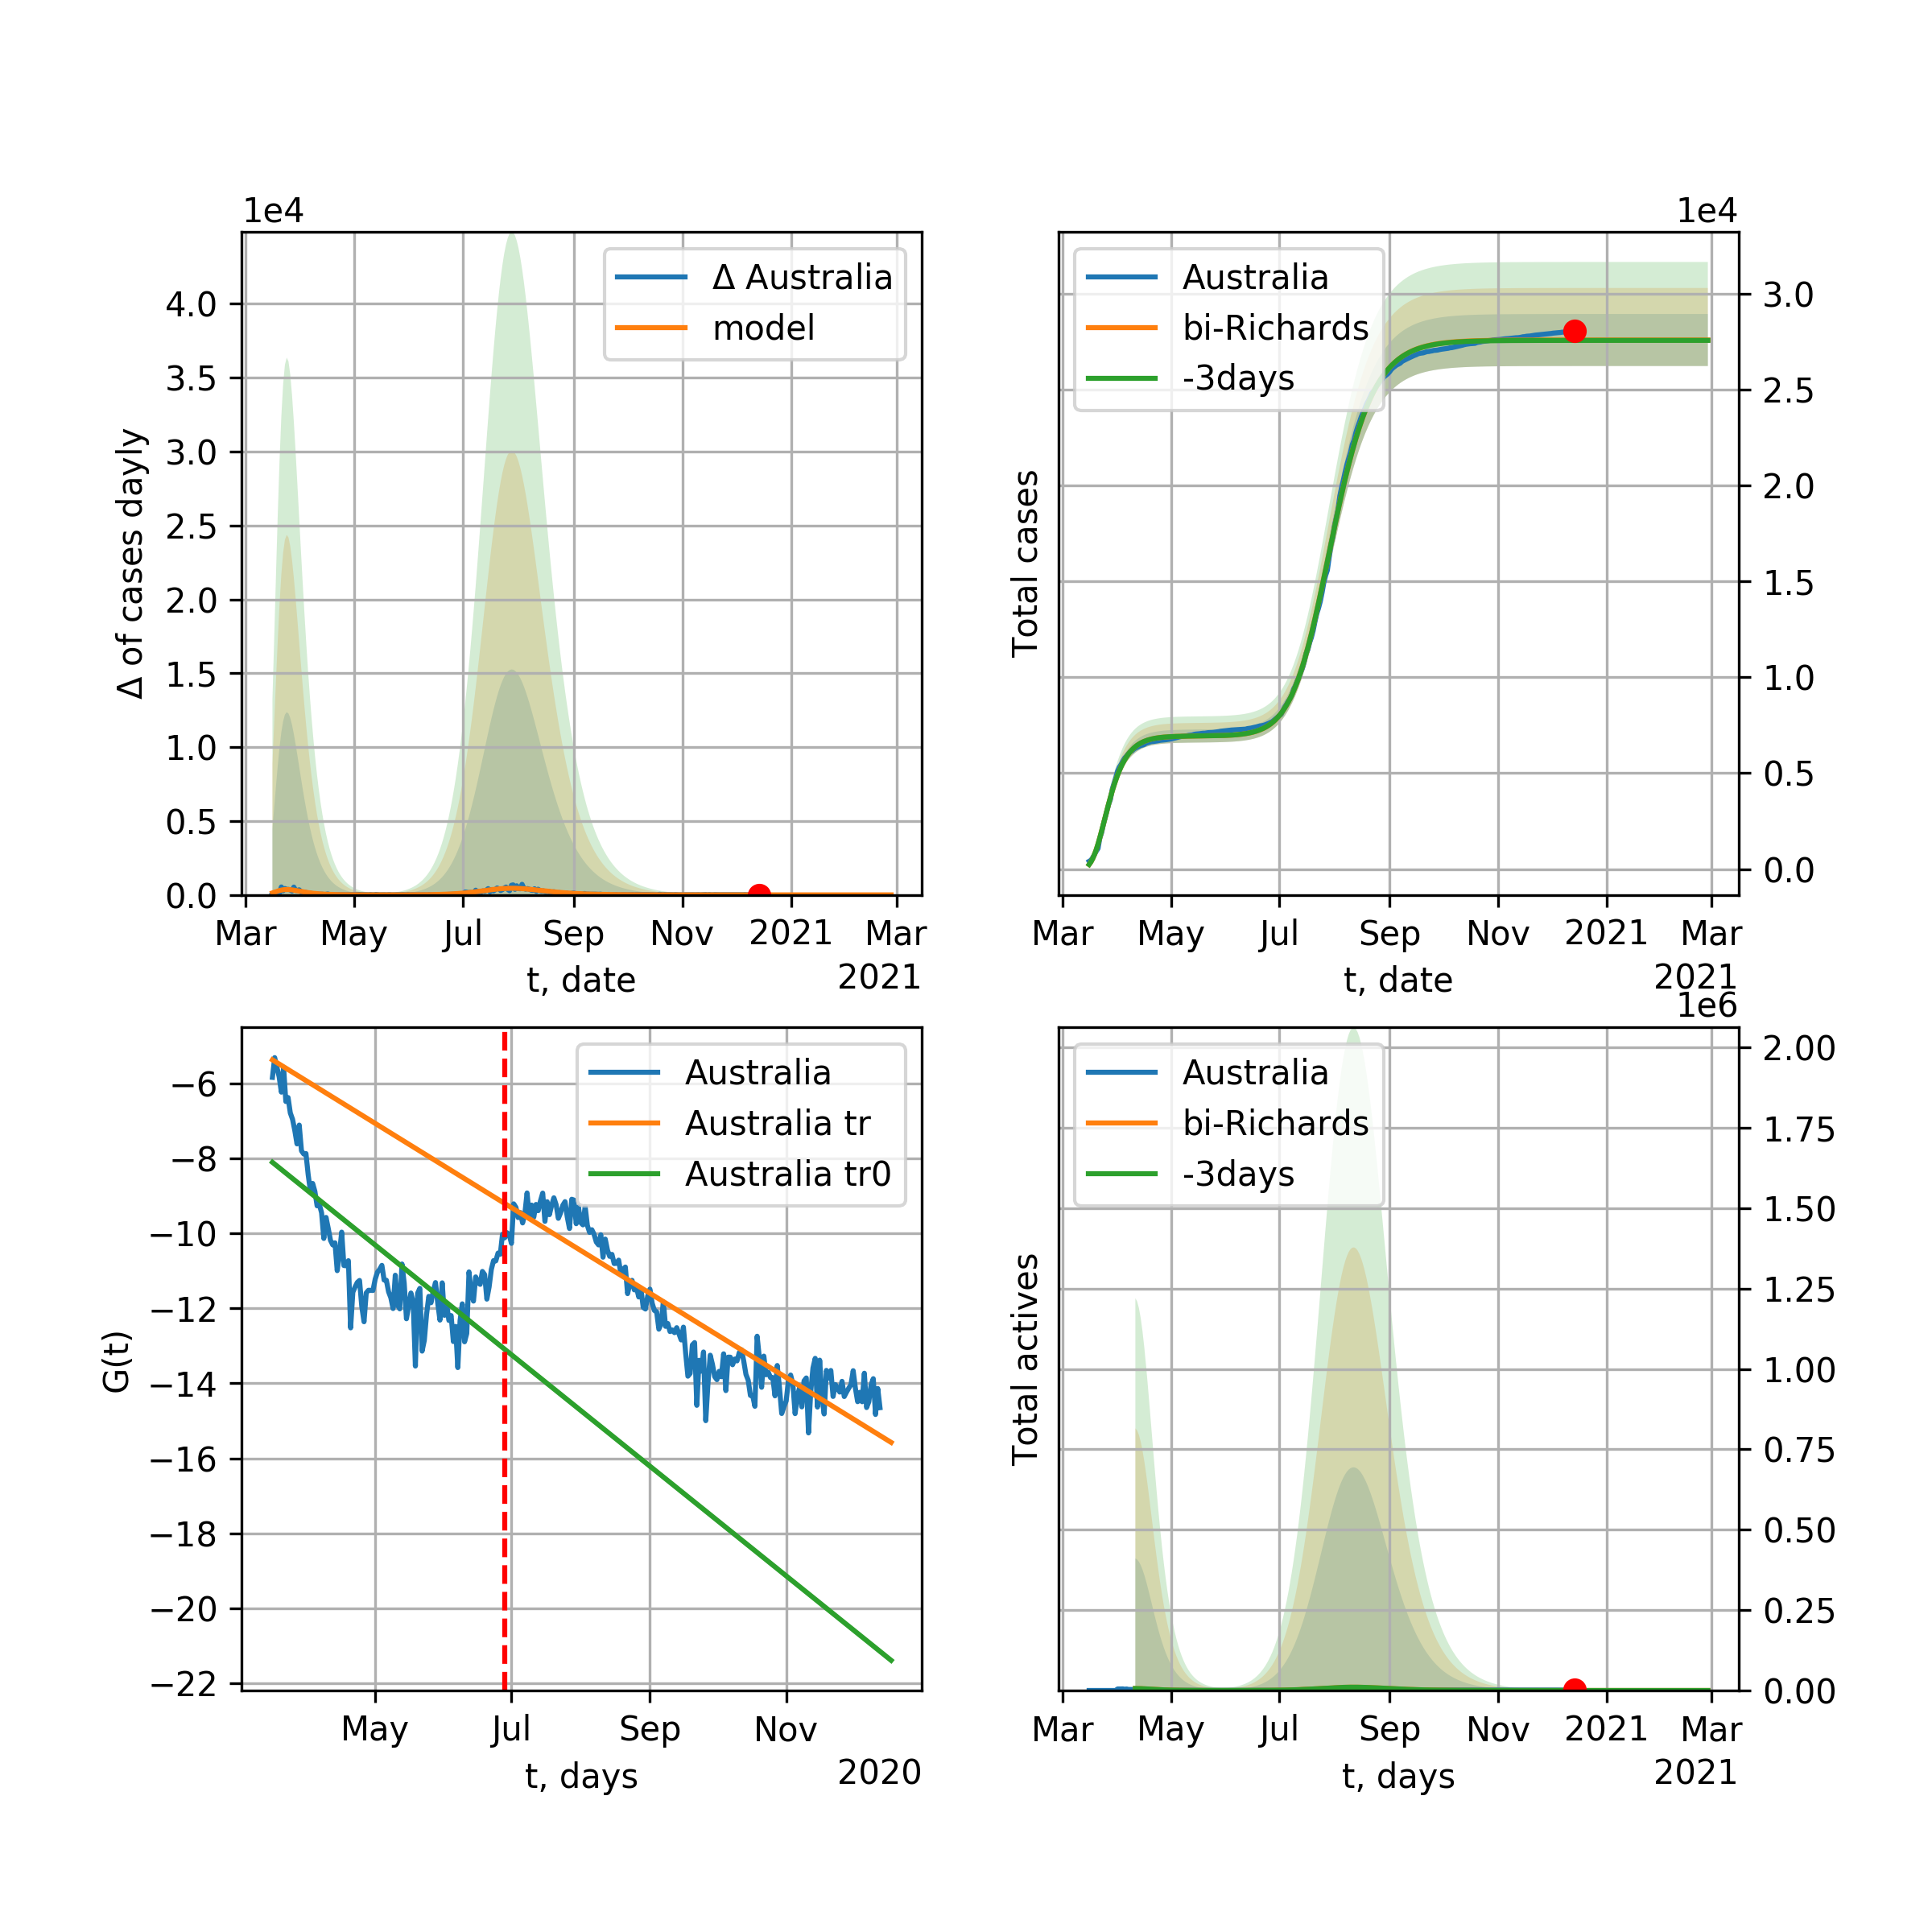 1e4
4.0
3.5
3.0
2.5
2.0
1.5
1.0
0.5
0.0
Δ of cases dayly
Δ Australia
model
Mar May Jul Sep Nov 2021 Mar
t, date
2021
1e4
3.0
2.5
2.0
1.5
1.0
0.5
0.0
Total cases
Australia
bi-Richards
-3days
Mar May Jul Sep Nov 2021 Mar
t, date
2021
−6
−8
−10
−12
−14
−16
−18
−20
−22
G(t)
Australia
Australia tr
Australia tr0
May Jul Sep Nov
t, days
2020
1e6
2.00
1.75
1.50
1.25
1.00
0.75
0.50
0.25
0.00
Total actives
Australia
bi-Richards
-3days
Mar May Jul Sep Nov 2021 Mar
t, days
2021